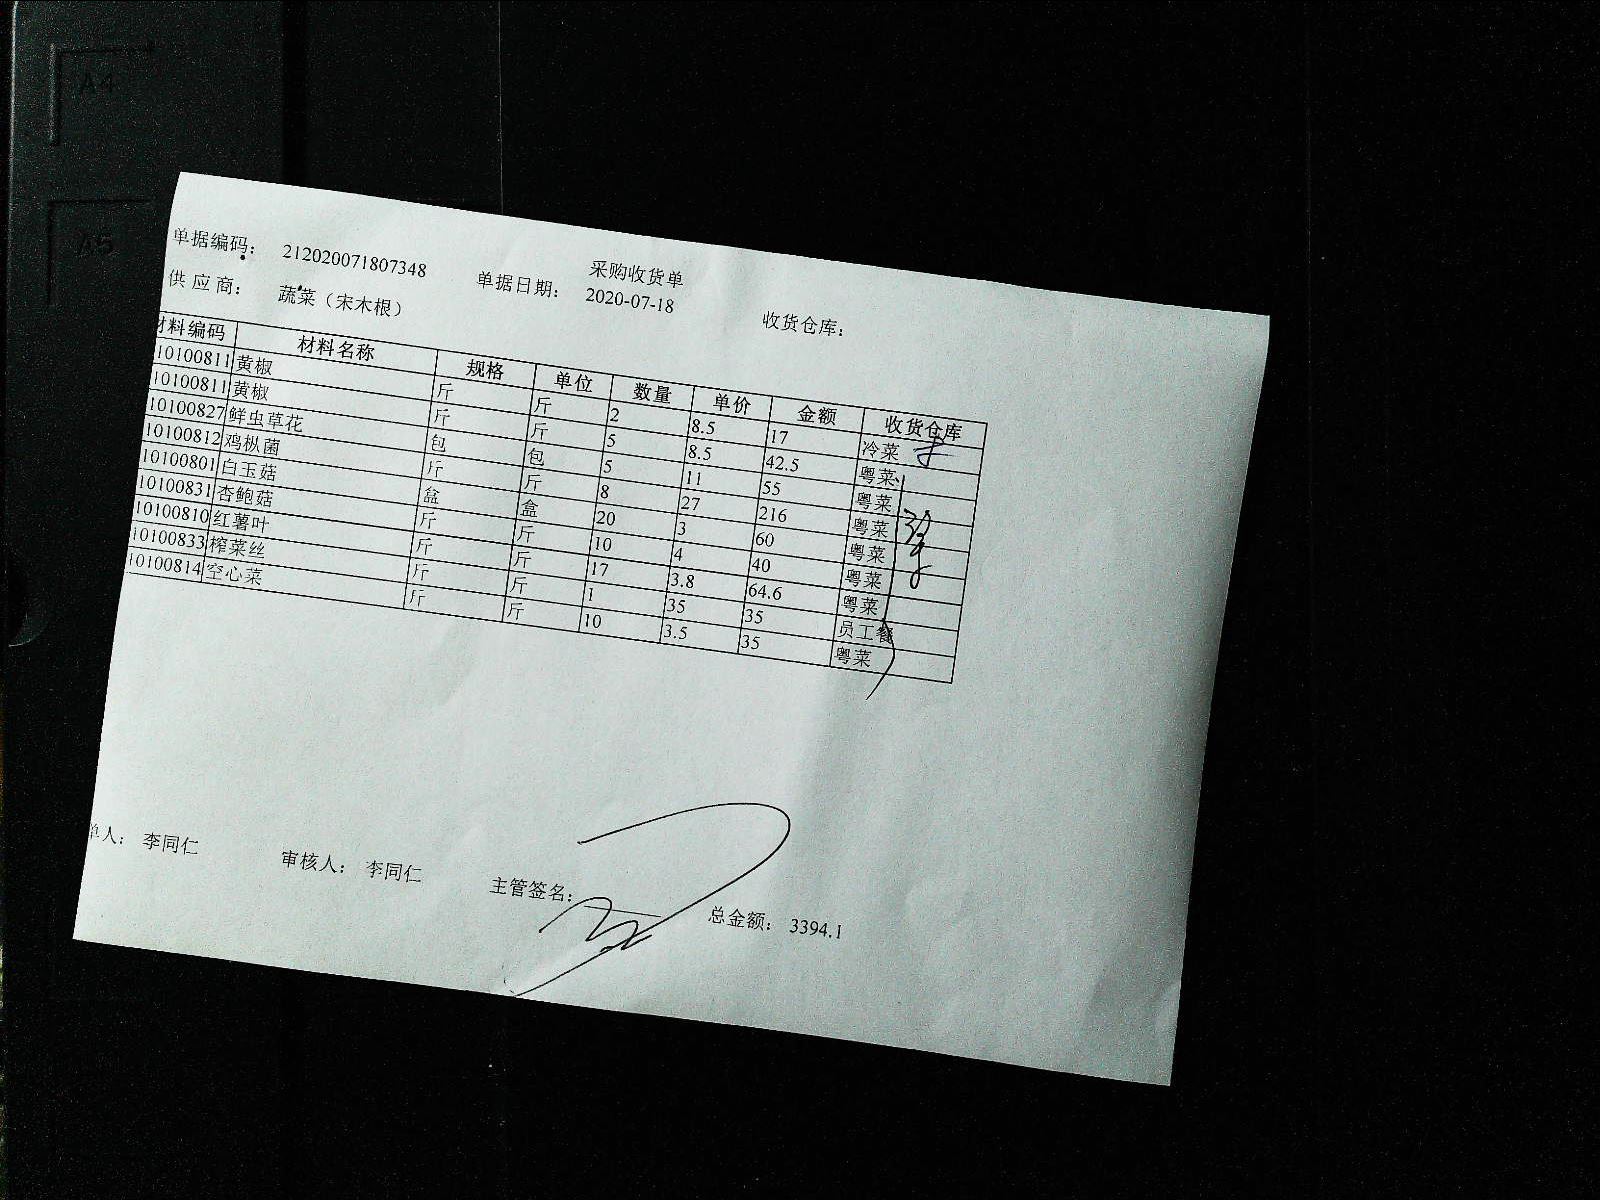 A4
A5
采购收货单
单据编码： 212020071807348 单据日期： 2020-07-18 收货仓库：
供应商： 蔬菜（宋木根）
材料编码 材料名称 规格 单位 数量 单价 金额 收货仓库
10100811 黄椒 斤 斤 2 8.5 17 冷菜
10100811 黄椒 斤 斤 5 8.5 42.5 粤菜
10100827 鲜虫草花 包 包 5 11 55 粤菜
10100812 鸡枞菌 斤 斤 8 27 216 粤菜
10100801 白玉菇 盒 盒 20 3 60 粤菜
10100831 杏鲍菇 斤 斤 10 4 40 粤菜
10100810 红薯叶 斤 斤 17 3.8 64.6 粤菜
10100833 榨菜丝 斤 斤 1 35 35 员工餐
10100814 空心菜 斤 斤 10 3.5 35 粤菜
单人： 李同仁 审核人： 李同仁 主管签名： 总金额： 3394.1